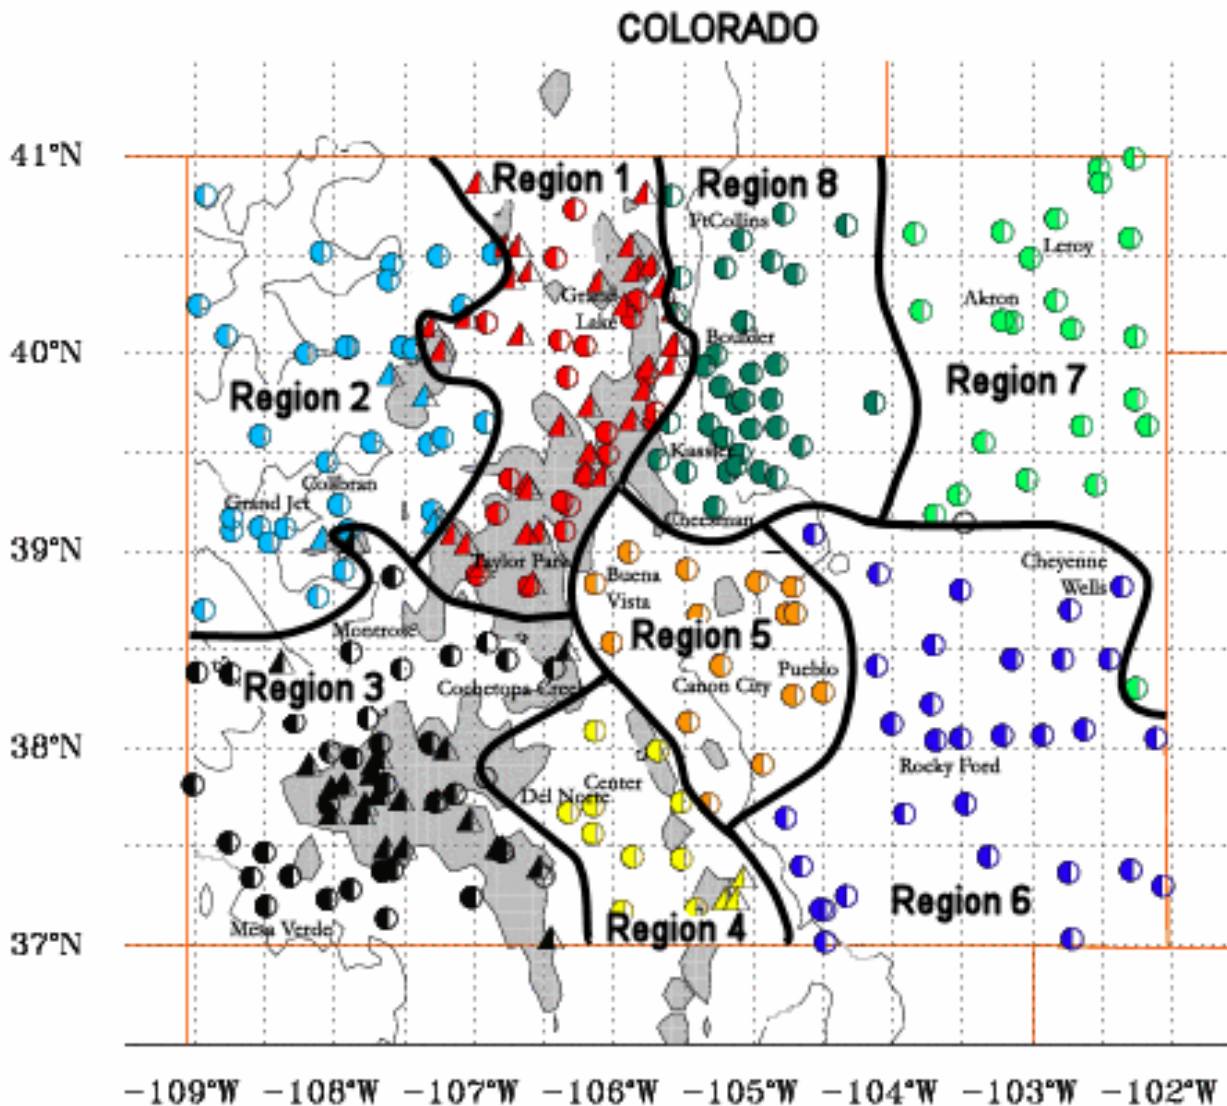 COLORADO
41°N
Region 1
Region 8
FtCollins
Leroy
Grand
Lake
Akron
Boulder
40°N
Region 2
Region 7
Kassler
Collbran
Grand Jct
Cheesman
39°N
Taylor Park
Buena
Vista
Cheyenne
Wells
Montrose
Region 5
Region 3
Cochetopa Creek
Canon City
Pueblo
38°N
Rocky Ford
Del Norte
Center
Mesa Verde
Region 4
Region 6
37°N
-109°W -108°W -107°W -106°W -105°W -104°W -103°W -102°W